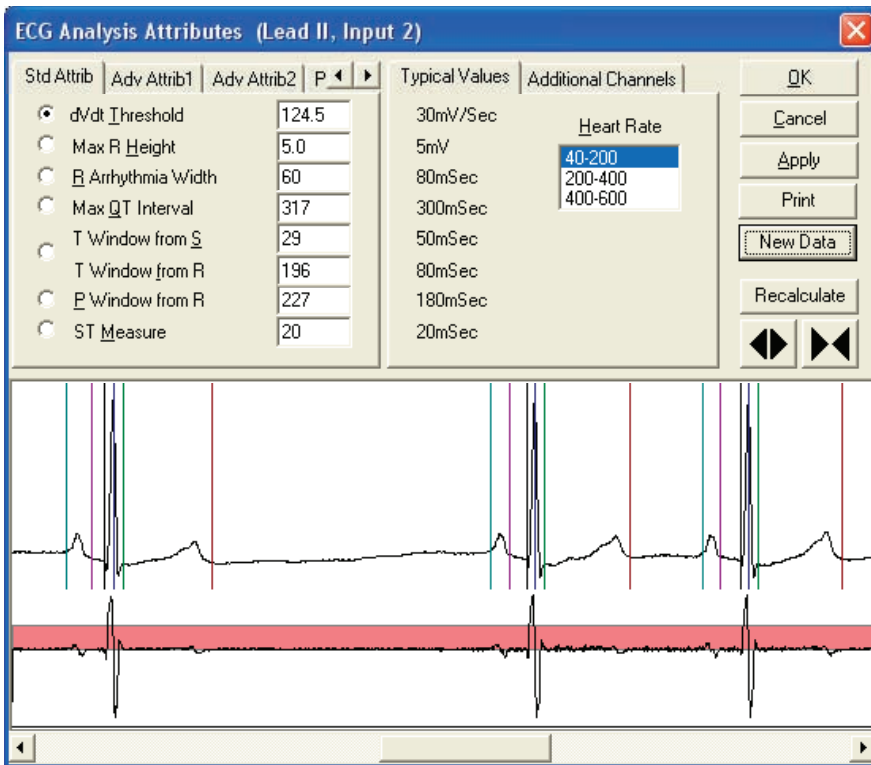 ECG Analysis Attributes (Lead II, Input 2)
Std Attrib Adv Attrib1 Adv Attrib2 P Typical Values Additional Channels OK
dVdt Threshold 124.5 30mV/Sec Heart Rate Cancel
Max R Height 5.0 5mV 40-200 Apply
R Arrhythmia Width 60 80mSec 200-400
Max QT Interval 317 300mSec 400-600 Print
T Window from S 29 50mSec New Data
T Window from R 196 80mSec
P Window from R 227 180mSec Recalculate
ST Measure 20 20mSec